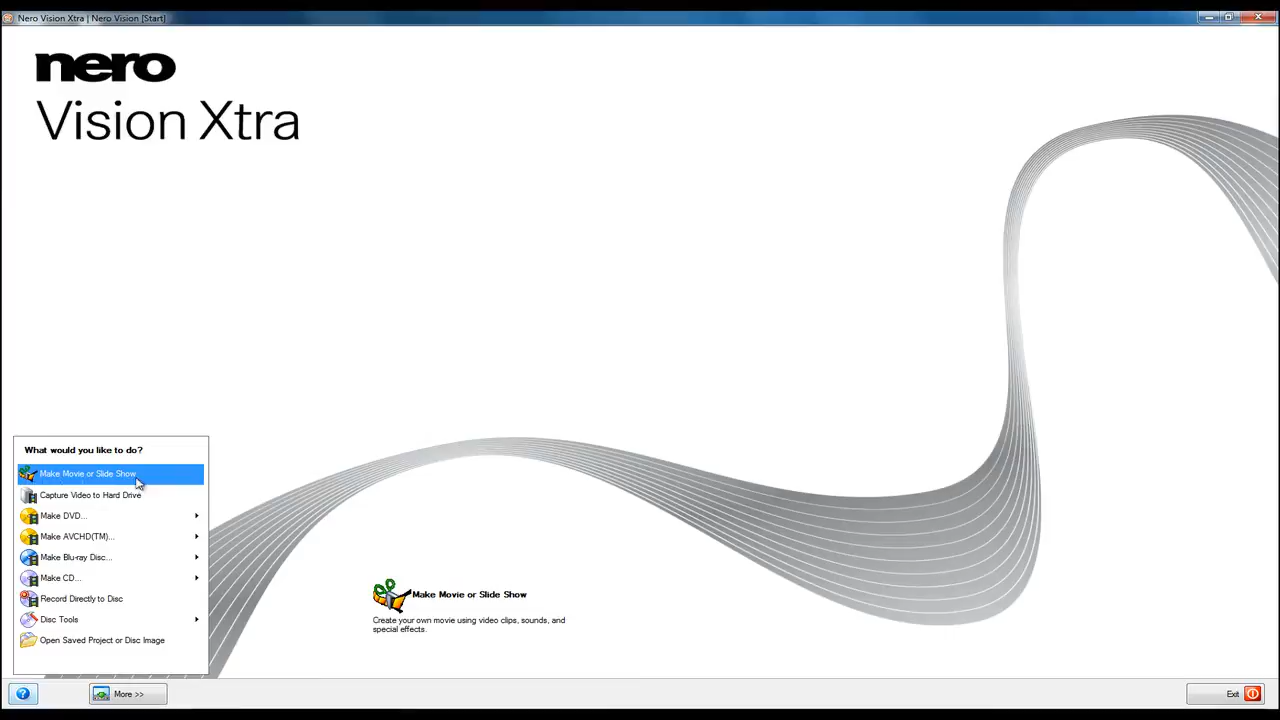 Nero Vision Xtra | Nero Vision [Start]
nero
Vision Xtra
What would you like to do?
Make Movie or Slide Show
Capture Video to Hard Drive
Make DVD...
Make AVCHD(TM)...
Make Blu-ray Disc...
Make CD...
Record Directly to Disc
Disc Tools
Open Saved Project or Disc Image
Make Movie or Slide Show
Create your own movie using video clips, sounds, and
special effects.
More >>
Exit